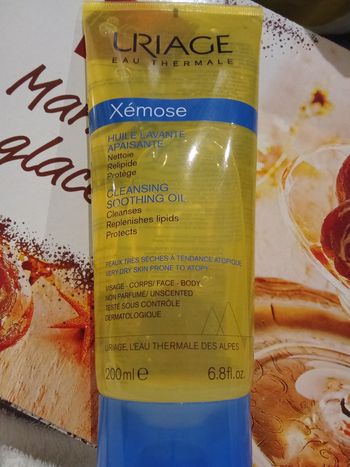 URIAGE
EAU THERMALE
Xémose
HUILE LAVANTE
APAISANTE
Nettoie
Relipide
Protège
CLEANSING
SOOTHING OIL
Cleanses
Replenishes lipids
Protects
PEAUX TRÈS SÈCHES À TENDANCE ATOPIQUE
VERY DRY SKIN PRONE TO ATOPY
VISAGE - CORPS/ FACE - BODY
NON PARFUMÉ/ UNSCENTED
TESTÉ SOUS CONTRÔLE
DERMATOLOGIQUE
URIAGE, L'EAU THERMALE DES ALPES
200ml e 6.8fl.oz.
glacé